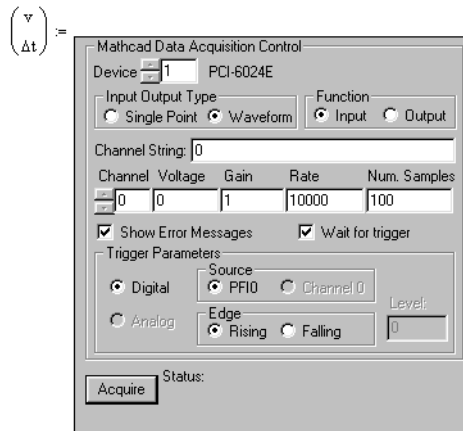 (v Δt) :=
Mathcad Data Acquisition Control
Device 1 PCI-6024E
Input Output Type Function
Single Point Waveform Input Output
Channel String: 0
Channel Voltage Gain Rate Num. Samples
0 0 1 10000 100
Show Error Messages Wait for trigger
Trigger Parameters
Source
Digital PFI0 Channel 0
Level:
Analog Edge
Rising Falling 0
Acquire Status: